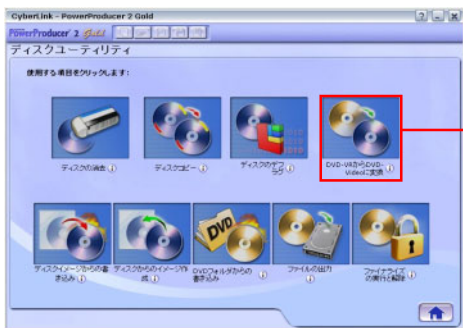 CyberLink - PowerProducer 2 Gold
PowerProducer 2 Gold
ディスクユーティリティ
使用する項目をクリックします:
ディスクの消去
ディスクコピー
ディスクのデフ
ラグ
DVD-VRからDVD-
Videoに変換
ディスクイメージからの書
き込み
ディスクからのイメージ作
成
DVD
DVDフォルダからの
書き込み
ファイルの出力
ファイナライズ
の実行と解除